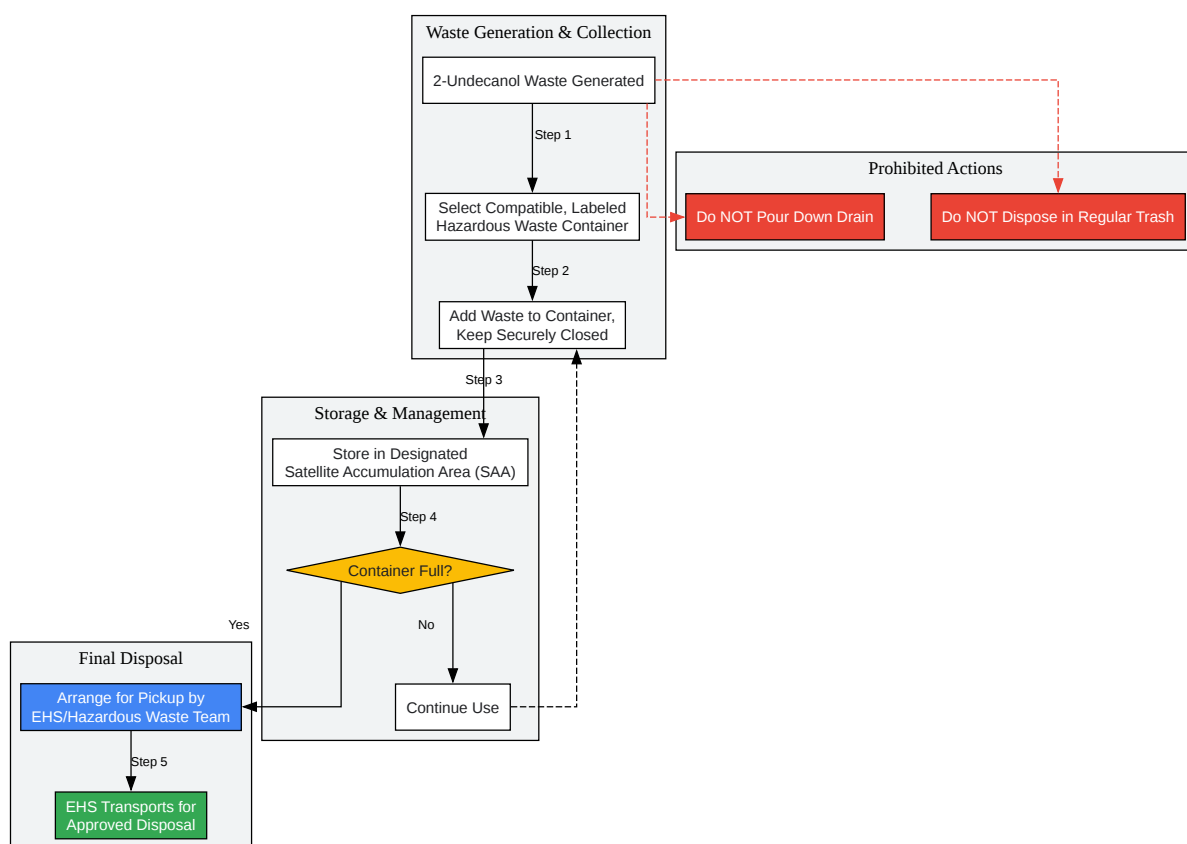 Waste Generation & Collection
2-Undecanol Waste Generated
Step 1
Prohibited Actions
Select Compatible, Labeled
Hazardous Waste Container
Do NOT Pour Down Drain
Do NOT Dispose in Regular Trash
Step 2
Add Waste to Container,
Keep Securely Closed
Step 3
Storage & Management
Store in Designated
Satellite Accumulation Area (SAA)
Step 4
Container Full?
Yes
No
Final Disposal
Arrange for Pickup by
EHS/Hazardous Waste Team
Continue Use
Step 5
EHS Transports for
Approved Disposal